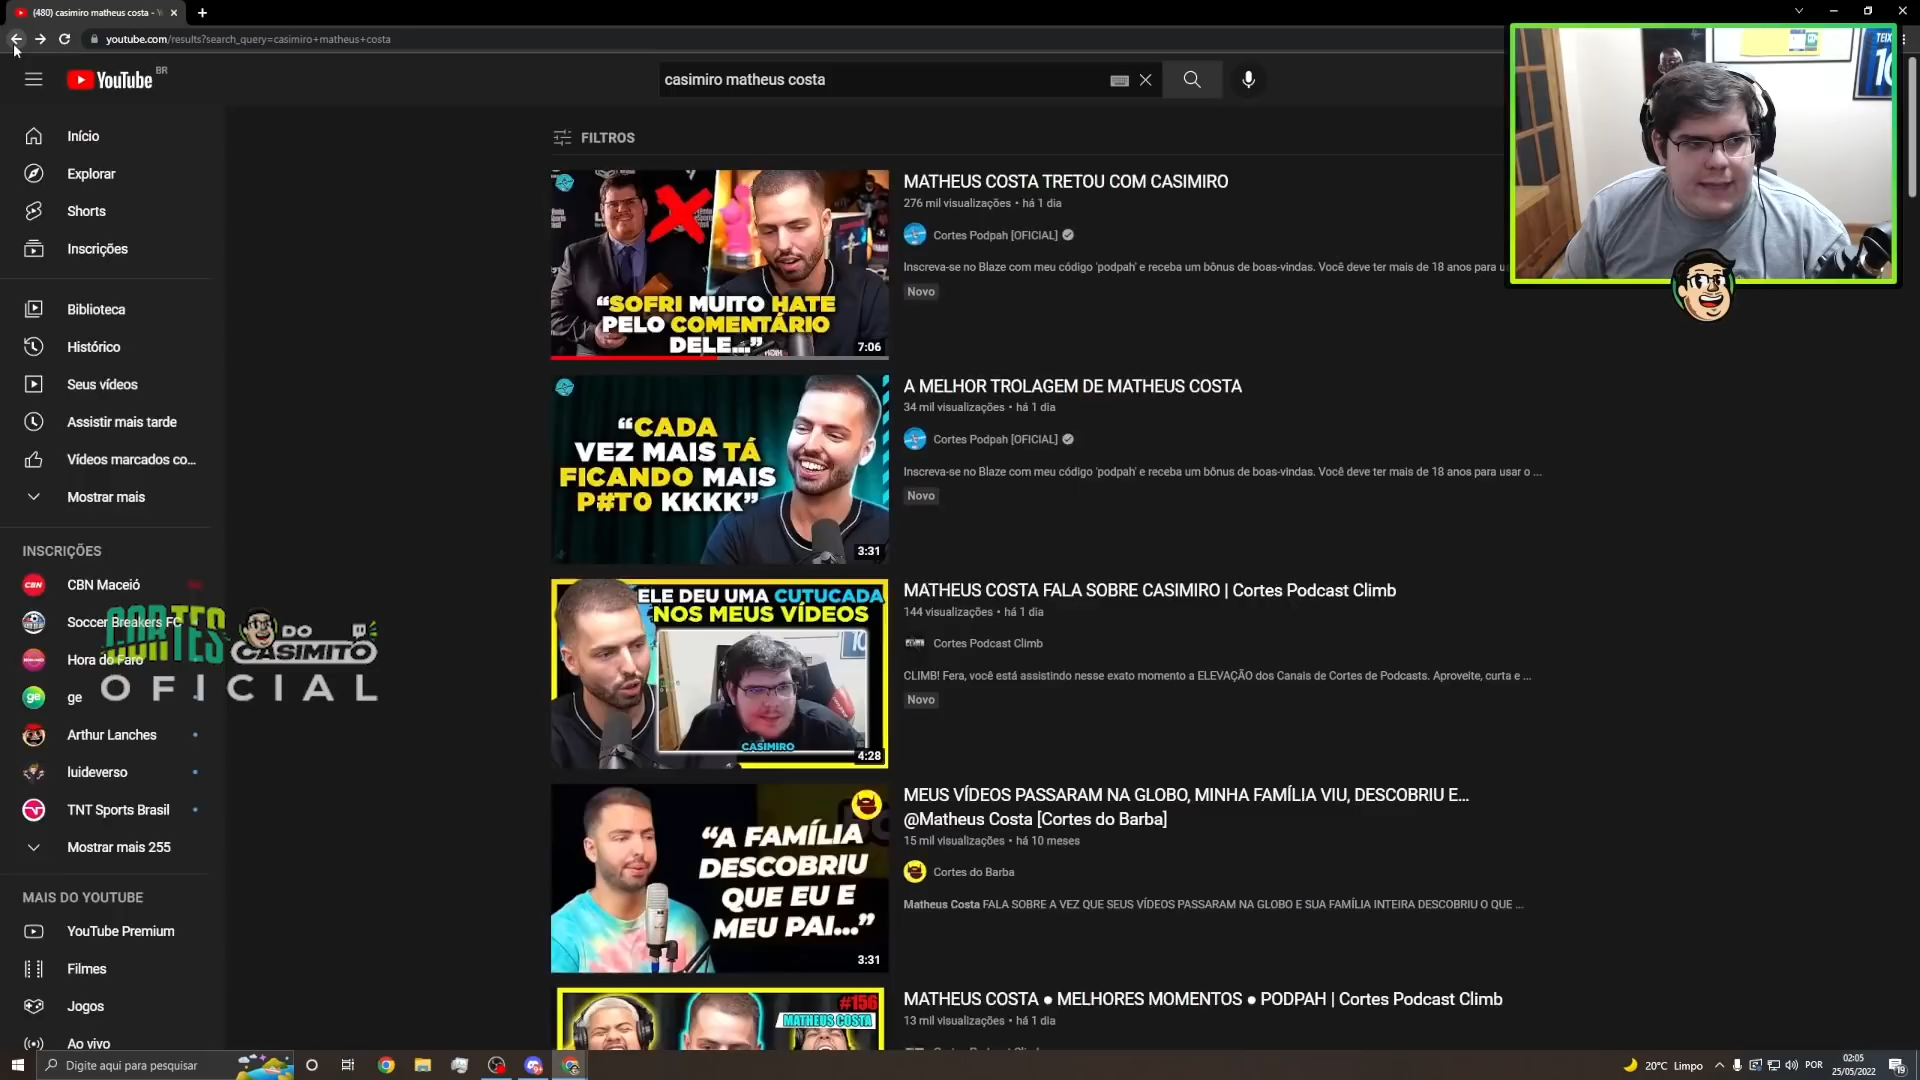 (480) casimiro matheus costa -
youtube.com/results?search_query=casimiro+matheus+costa
YouTube BR
casimiro matheus costa
Início
Explorar
Shorts
Inscrições
Biblioteca
Histórico
Seus vídeos
Assistir mais tarde
Vídeos marcados co...
Mostrar mais
INSCRIÇÕES
CBN Maceió
Soccer Breakers FC
Hora do Faro
ge
Arthur Lanches
luideverso
TNT Sports Brasil
Mostrar mais 255
MAIS DO YOUTUBE
YouTube Premium
Filmes
Jogos
Ao vivo
CORTES DO CASIMITO
OFICIAL
FILTROS
“SOFRI MUITO HATE
PELO COMENTÁRIO
DELE...”
7:06
MATHEUS COSTA TRETOU COM CASIMIRO
276 mil visualizações • há 1 dia
Cortes Podpah [OFICIAL]
Inscreva-se no Blaze com meu código 'podpah' e receba um bônus de boas-vindas. Você deve ter mais de 18 anos para u
Novo
“CADA
VEZ MAIS TÁ
FICANDO MAIS
P#T0 KKKK”
3:31
A MELHOR TROLAGEM DE MATHEUS COSTA
34 mil visualizações • há 1 dia
Cortes Podpah [OFICIAL]
Inscreva-se no Blaze com meu código 'podpah' e receba um bônus de boas-vindas. Você deve ter mais de 18 anos para usar o ...
Novo
ELE DEU UMA CUTUCADA
NOS MEUS VÍDEOS
CASIMIRO
4:28
MATHEUS COSTA FALA SOBRE CASIMIRO | Cortes Podcast Climb
144 visualizações • há 1 dia
Cortes Podcast Climb
CLIMB! Fera, você está assistindo nesse exato momento a ELEVAÇÃO dos Canais de Cortes de Podcasts. Aproveite, curta e ...
Novo
“A FAMÍLIA
DESCOBRIU
QUE EU E
MEU PAI...”
3:31
MEUS VÍDEOS PASSARAM NA GLOBO, MINHA FAMÍLIA VIU, DESCOBRIU E...
@Matheus Costa [Cortes do Barba]
15 mil visualizações • há 10 meses
Cortes do Barba
Matheus Costa FALA SOBRE A VEZ QUE SEUS VÍDEOS PASSARAM NA GLOBO E SUA FAMÍLIA INTEIRA DESCOBRIU O QUE ...
#156
MATHEUS COSTA
MATHEUS COSTA ● MELHORES MOMENTOS ● PODPAH | Cortes Podcast Climb
13 mil visualizações • há 1 dia
TEIX
10
Digite aqui para pesquisar
20°C Limpo
POR
02:05
25/05/2022
19